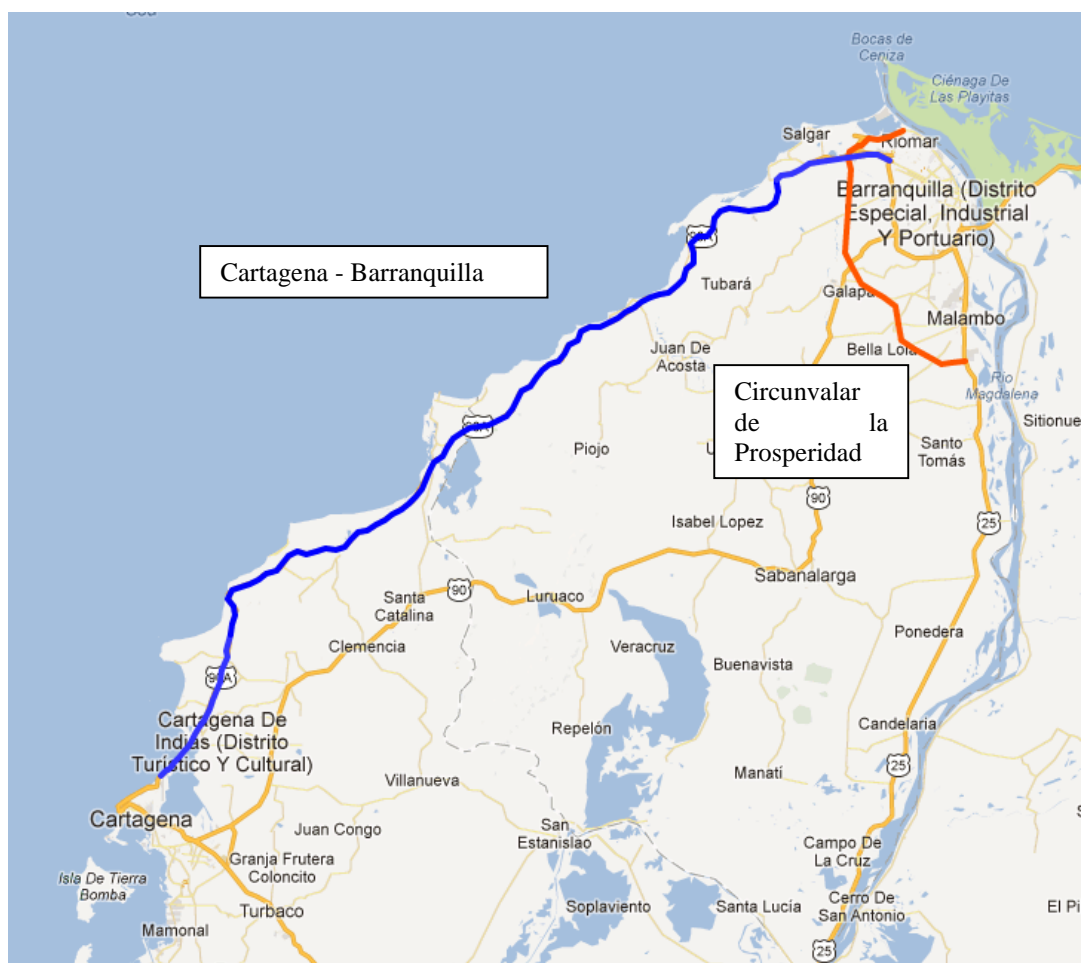 Bocas de
Ceniza
Ciénaga De
Las Playitas
Salgar
Riomar
Barranquilla (Distrito
Especial, Industrial
Y Portuario)
90A
Cartagena - Barranquilla
Tubará
Galapa
Malambo
Juan De
Acosta
Bella Lola
Rio
Magdalena
Circunvalar
de la
Prosperidad
Sitionue
90A
Piojo
U
Santo
Tomás
90
Isabel Lopez
25
Sabanalarga
90
Luruaco
Santa
Catalina
Clemencia
Veracruz
Ponedera
Buenavista
90A
Cartagena De
Indias (Distrito
Turístico Y Cultural)
Repelón
Candelaria
Villanueva
Manatí
25
Cartagena
Juan Congo
San
Estanislao
Campo De
La Cruz
Granja Frutera
Coloncito
Isla De Tierra
Bomba
Turbaco
Soplaviento
Santa Lucía
Cerro De
San Antonio
El Pi
Mamonal
25